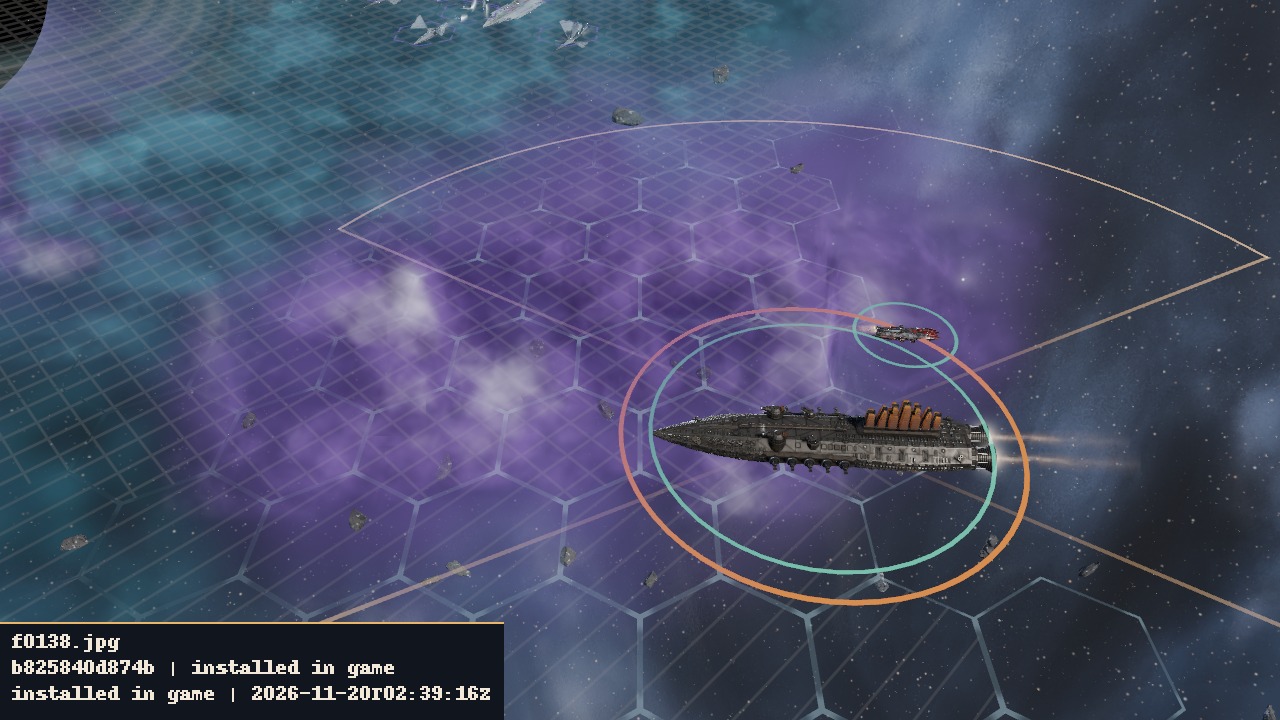 f0138.jpg
b825840d874b | installed in game
installed in game | 2026-11-20T02:39:16Z